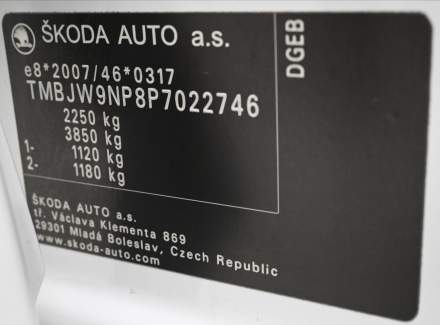 ŠKODA AUTO a.s.
DGEB
e8*2007/46*0317
TMBJW9NP8P7022746
2250 kg
3850 kg
1- 1120 kg
2- 1180 kg
ŠKODA AUTO a.s.
tř. Václava Klementa 869
29301 Mladá Boleslav, Czech Republic
www.skoda-auto.com